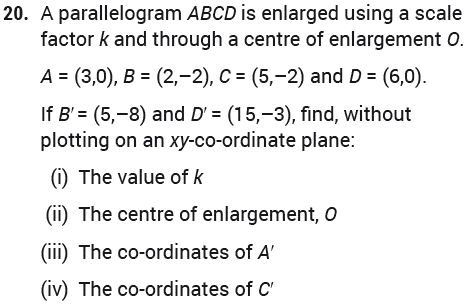 20. A parallelogram ABCD is enlarged using a scale
factor k and through a centre of enlargement O.
A = (3,0), B = (2,−2), C = (5,−2) and D = (6,0).
If B′ = (5,−8) and D′ = (15,−3), find, without
plotting on an xy-co-ordinate plane:
(i) The value of k
(ii) The centre of enlargement, O
(iii) The co-ordinates of A′
(iv) The co-ordinates of C′